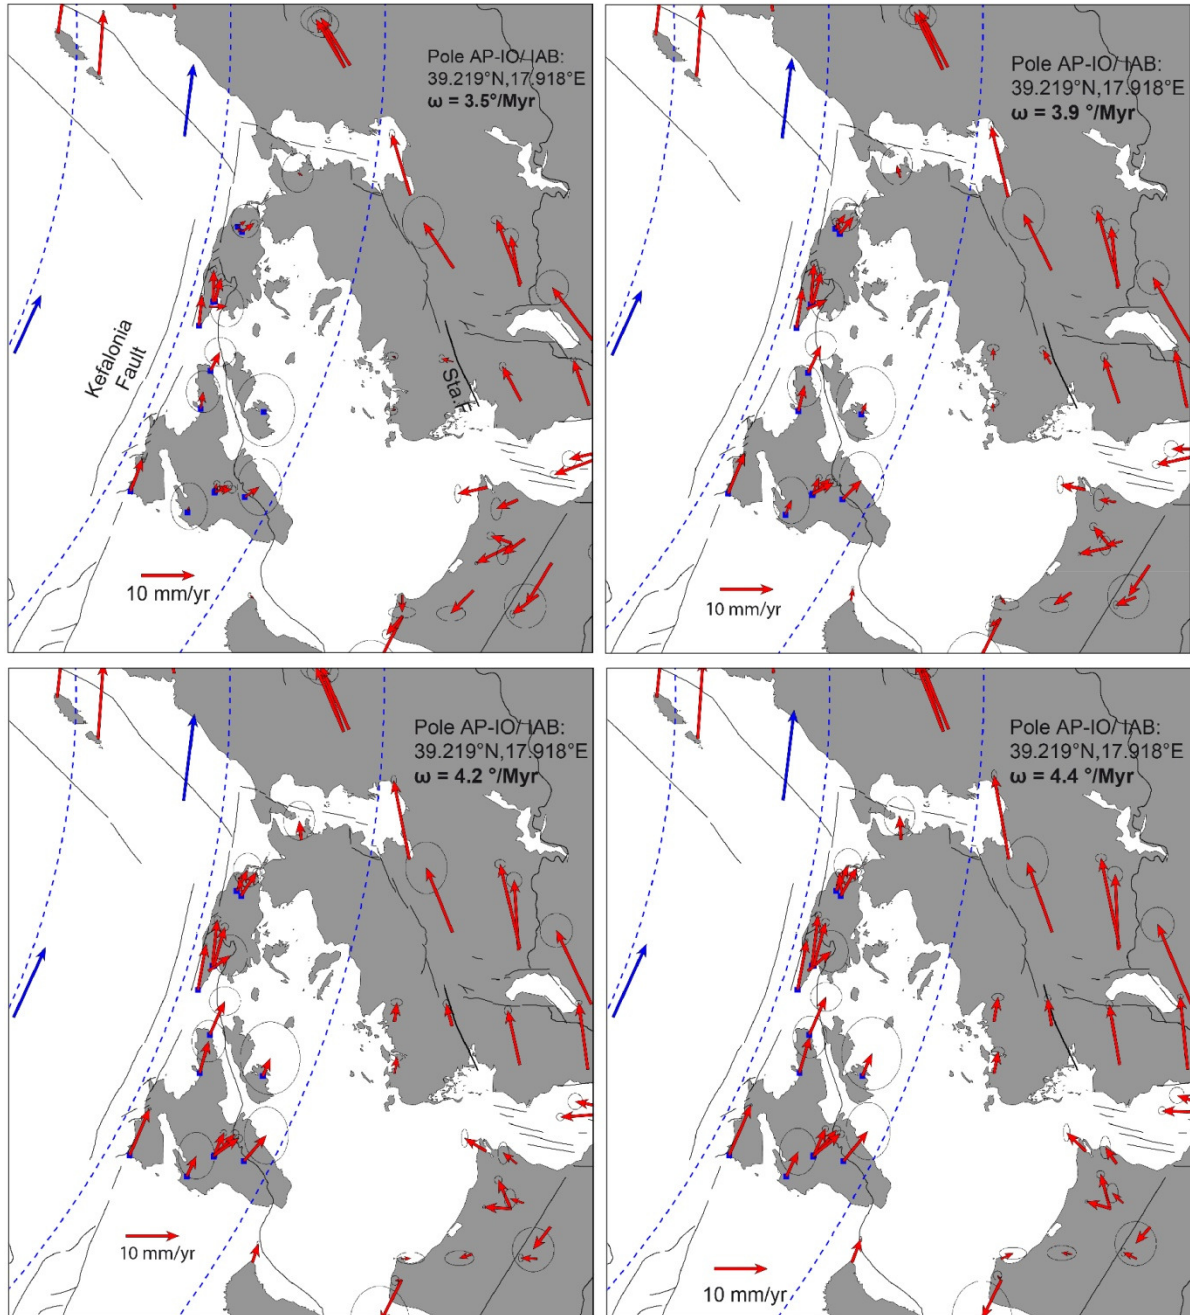 Pole AP-IO/ IAB:
39.219°N,17.918°E
ω = 3.5°/Myr
Kefalonia
Fault
Sta.F
10 mm/yr
Pole AP-IO/ IAB:
39.219°N,17.918°E
ω = 3.9 °/Myr
10 mm/yr
Pole AP-IO/ IAB:
39.219°N,17.918°E
ω = 4.2 °/Myr
10 mm/yr
Pole AP-IO/ IAB:
39.219°N,17.918°E
ω = 4.4 °/Myr
10 mm/yr